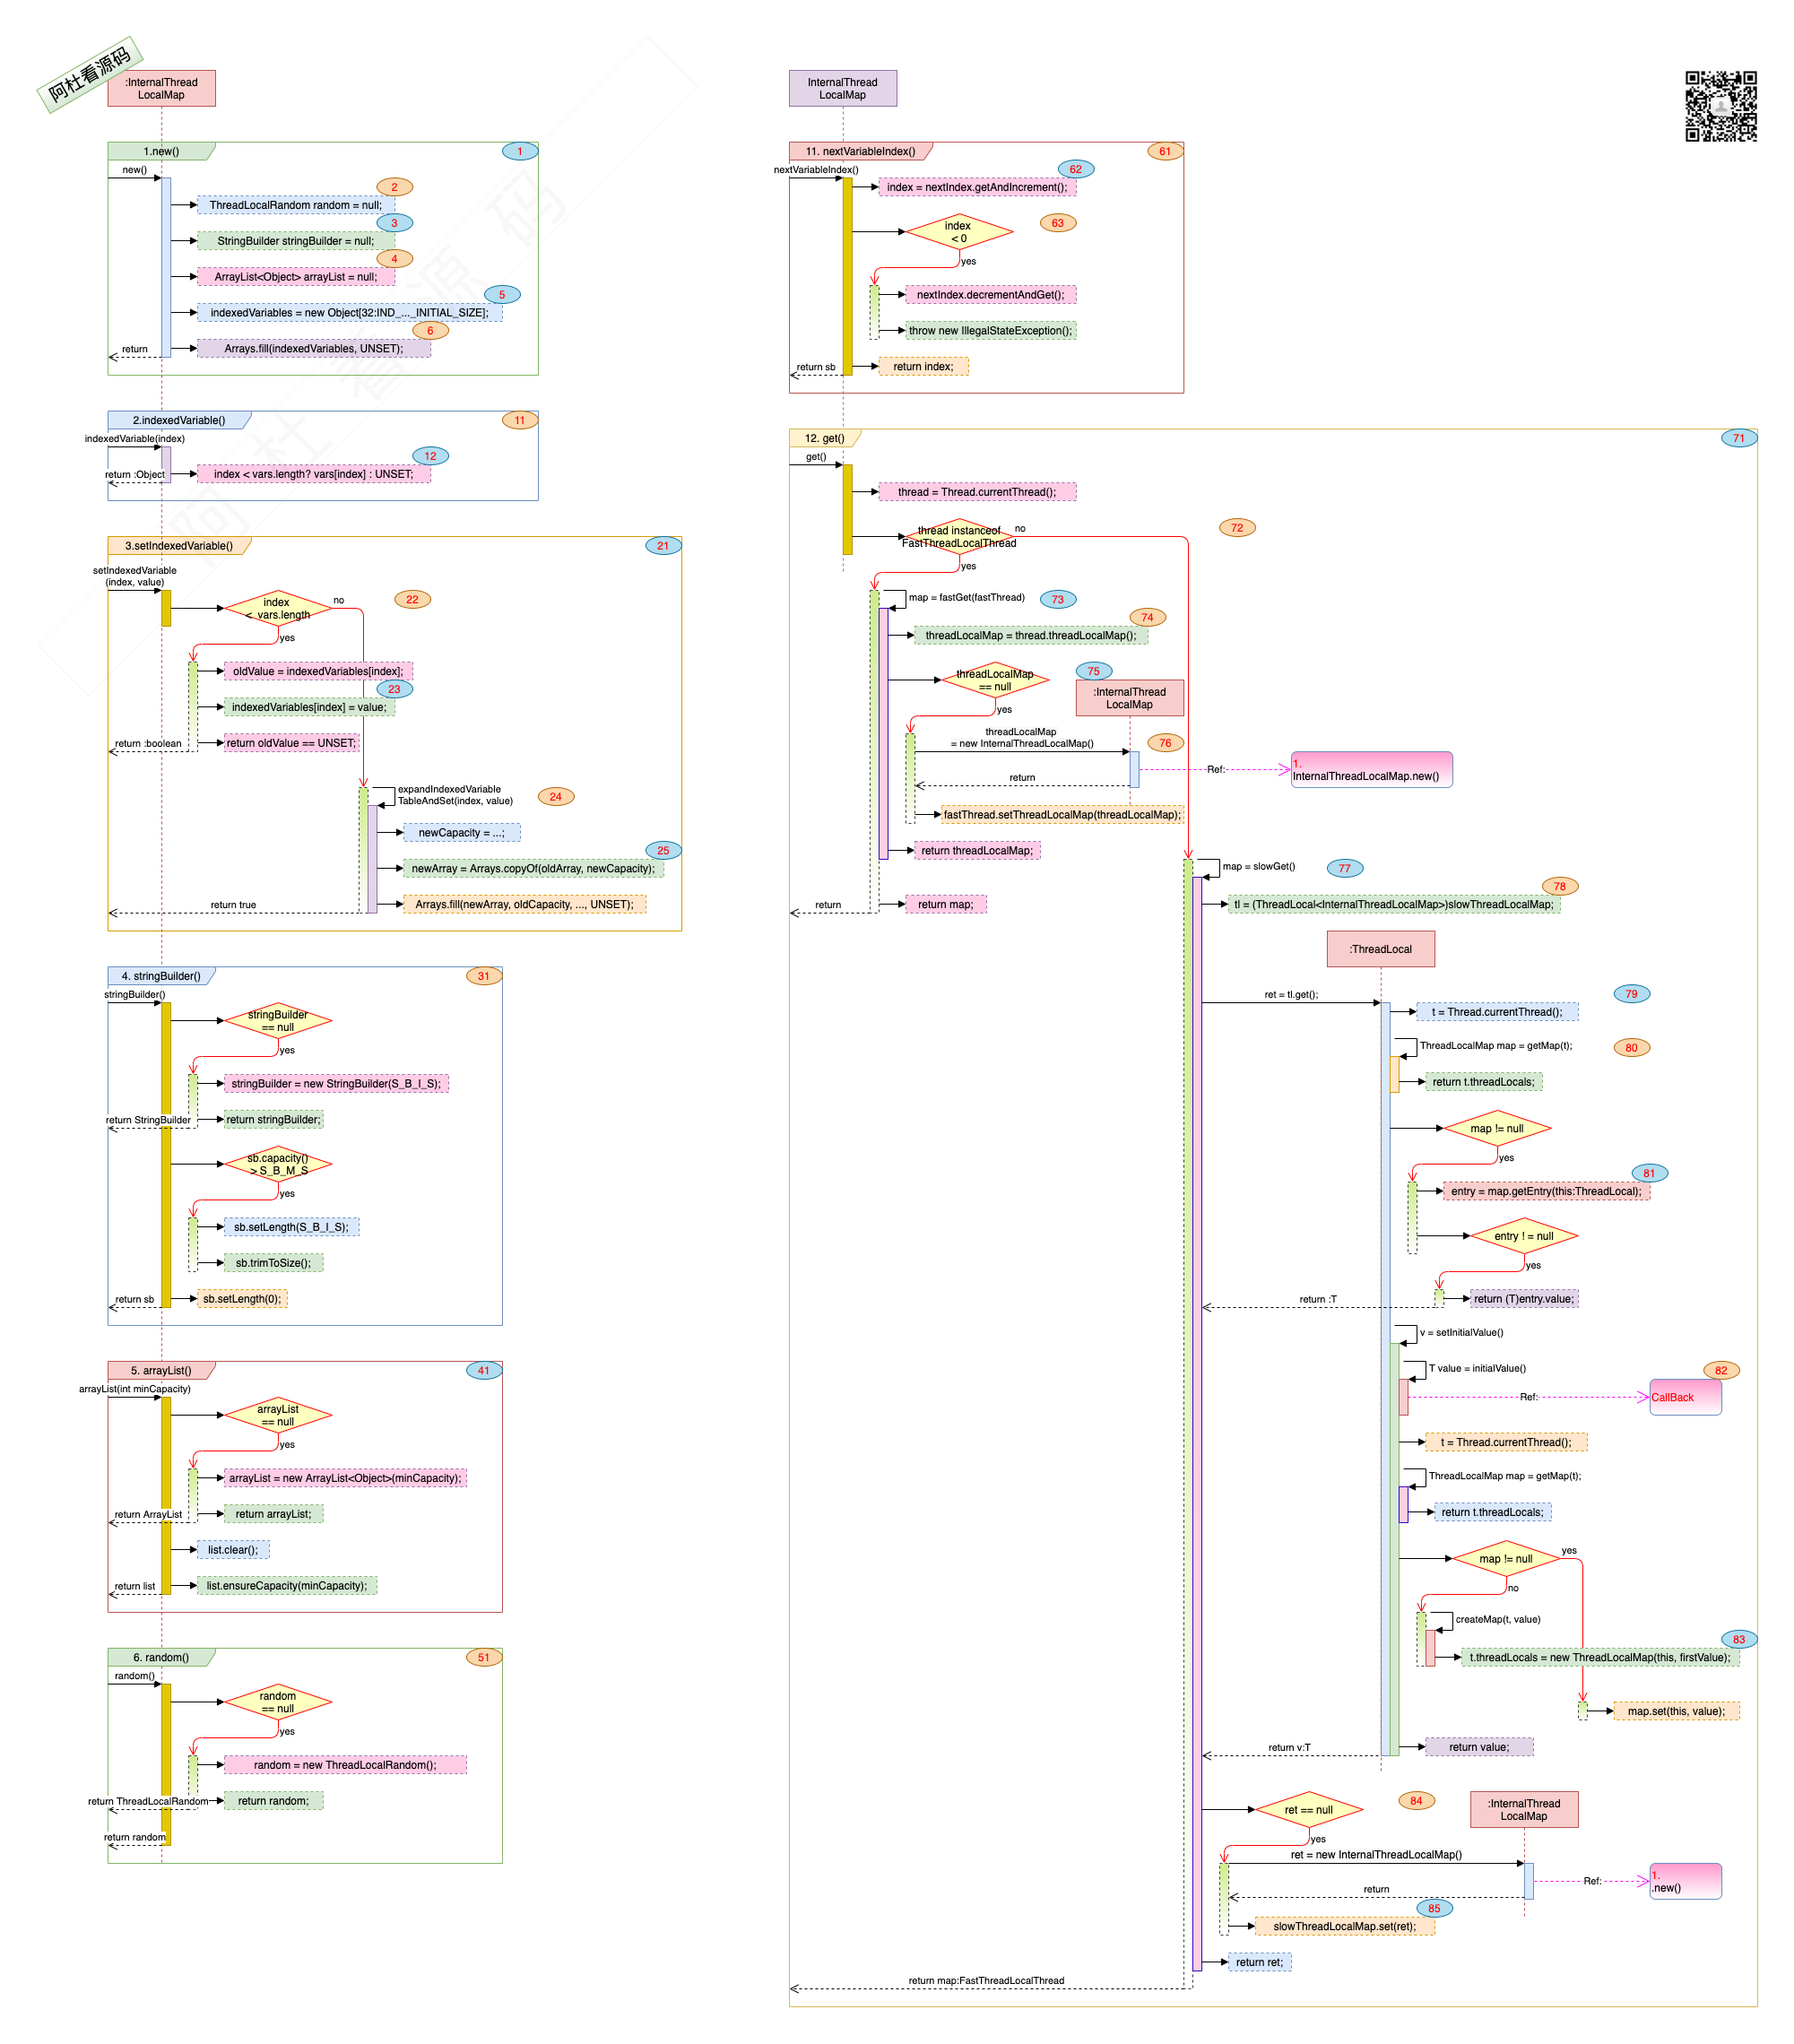 阿杜看源码
:InternalThread
LocalMap
1.new()
1
new()
2
ThreadLocalRandom random = null;
3
StringBuilder stringBuilder = null;
4
ArrayList<Object> arrayList = null;
5
indexedVariables = new Object[32:IND_..._INITIAL_SIZE];
6
return
Arrays.fill(indexedVariables, UNSET);
阿杜看源码
2.indexedVariable()
11
indexedVariable(index)
12
return :Object
index < vars.length? vars[index] : UNSET;
3.setIndexedVariable()
21
setIndexedVariable
(index, value)
index
< vars.length
no
22
yes
oldValue = indexedVariables[index];
23
indexedVariables[index] = value;
return :boolean
return oldValue == UNSET;
expandIndexedVariable
TableAndSet(index, value)
24
newCapacity = ...;
25
newArray = Arrays.copyOf(oldArray, newCapacity);
return true
Arrays.fill(newArray, oldCapacity, ..., UNSET);
4. stringBuilder()
31
stringBuilder()
stringBuilder
== null
yes
stringBuilder = new StringBuilder(S_B_I_S);
return StringBuilder
return stringBuilder;
sb.capacity()
> S_B_M_S
yes
sb.setLength(S_B_I_S);
sb.trimToSize();
return sb
sb.setLength(0);
5. arrayList()
41
arrayList(int minCapacity)
arrayList
== null
yes
arrayList = new ArrayList<Object>(minCapacity);
return ArrayList
return arrayList;
list.clear();
return list
list.ensureCapacity(minCapacity);
6. random()
51
random()
random
== null
yes
random = new ThreadLocalRandom();
return ThreadLocalRandom
return random;
return random
InternalThread
LocalMap
11. nextVariableIndex()
61
nextVariableIndex()
62
index = nextIndex.getAndIncrement();
index
< 0
63
yes
nextIndex.decrementAndGet();
throw new IllegalStateException();
return sb
return index;
12. get()
71
get()
thread = Thread.currentThread();
thread instanceof
FastThreadLocalThread
no
72
yes
map = fastGet(fastThread)
73
74
threadLocalMap = thread.threadLocalMap();
threadLocalMap
== null
75
:InternalThread
LocalMap
yes
threadLocalMap
= new InternalThreadLocalMap()
76
Ref:
1.
InternalThreadLocalMap.new()
return
fastThread.setThreadLocalMap(threadLocalMap);
return threadLocalMap;
return
return map;
map = slowGet()
77
78
tl = (ThreadLocal<InternalThreadLocalMap>)slowThreadLocalMap;
:ThreadLocal
ret = tl.get();
79
t = Thread.currentThread();
ThreadLocalMap map = getMap(t);
80
return t.threadLocals;
map != null
yes
81
entry = map.getEntry(this:ThreadLocal);
entry ! = null
yes
return :T
return (T)entry.value;
v = setInitialValue()
T value = initialValue()
82
Ref:
CallBack
t = Thread.currentThread();
ThreadLocalMap map = getMap(t);
return t.threadLocals;
map != null
yes
no
createMap(t, value)
83
t.threadLocals = new ThreadLocalMap(this, firstValue);
map.set(this, value);
return v:T
return value;
ret == null
84
:InternalThread
LocalMap
yes
ret = new InternalThreadLocalMap()
Ref:
1.
.new()
return
85
slowThreadLocalMap.set(ret);
return ret;
return map:FastThreadLocalThread